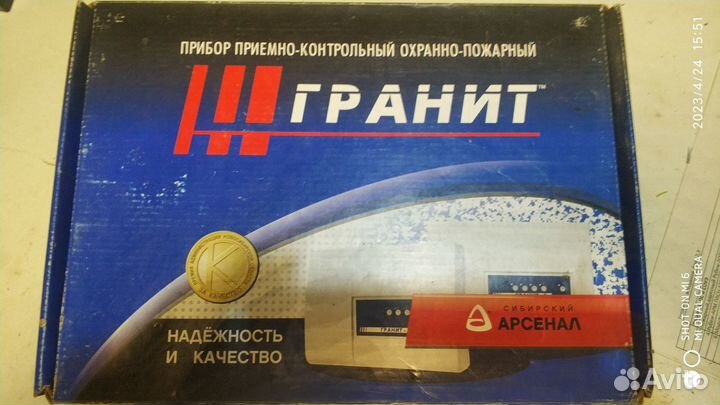 ПРИБОР ПРИЕМНО-КОНТРОЛЬНЫЙ ОХРАННО-ПОЖАРНЫЙ
ГРАНИТ™
НАДЁЖНОСТЬ
И КАЧЕСТВО
ГРАНИТ
СИБИРСКИЙ
АРСЕНАЛ
2023/4/24 15:51
SHOT ON MI 6
MI DUAL CAMERA
Avito